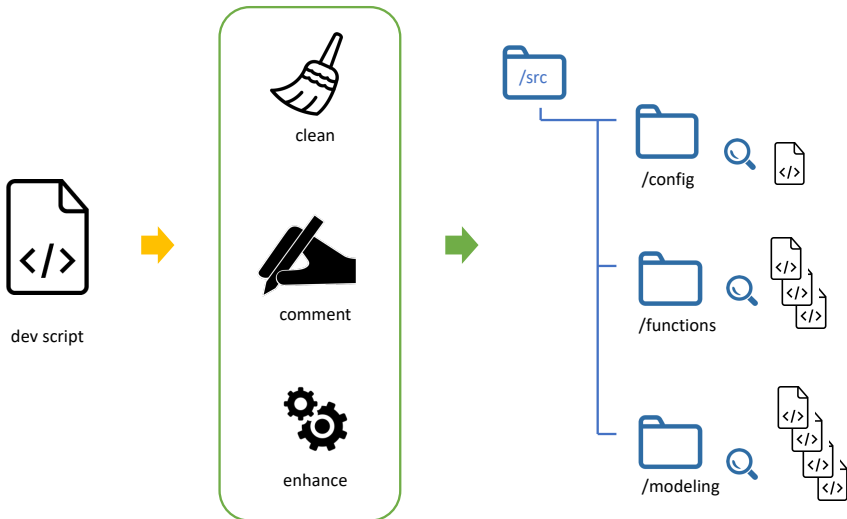 dev script
</>
clean
comment
enhance
/src
/config
</>
/functions
</>
</>
</>
/modeling
</>
</>
</>
</>